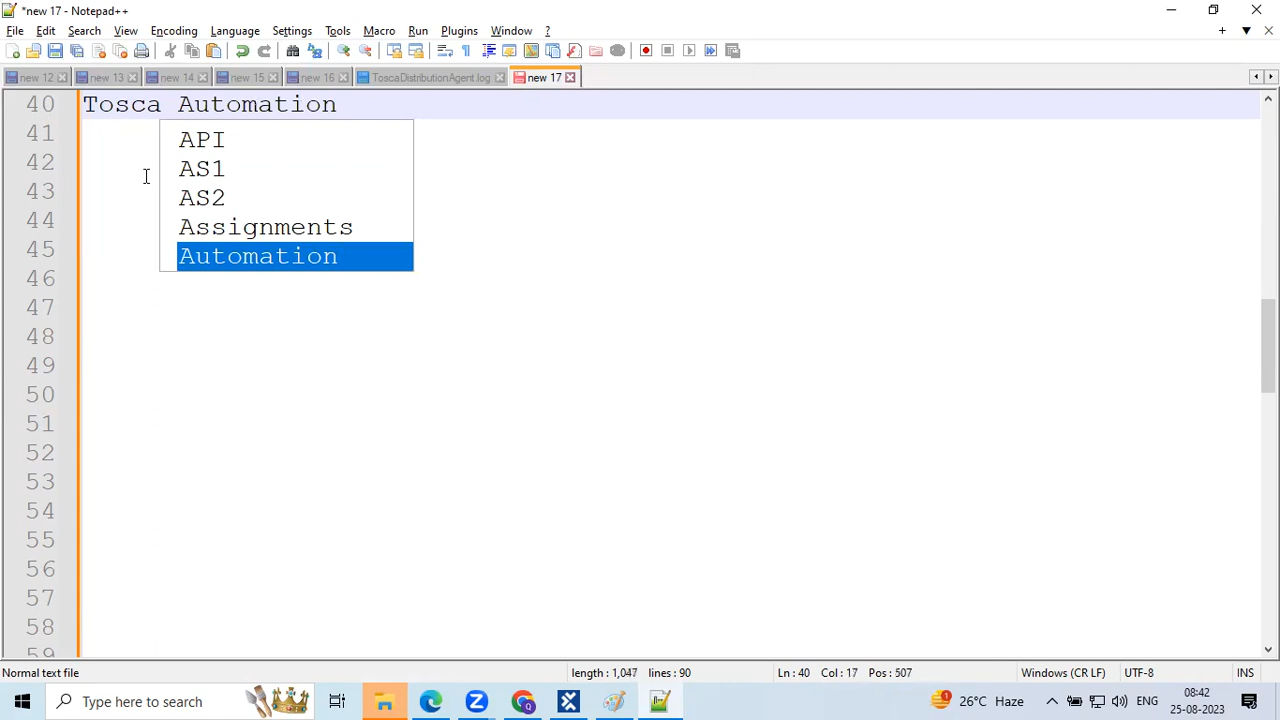 *new 17 - Notepad++
File Edit Search View Encoding Language Settings Tools Macro Run Plugins Window ?
new 12 new 13 new 14 new 15 new 16 ToscaDistributionAgent.log new 17
40 Tosca Automation
41 API
42 AS1
43 AS2
44 Assignments
45 Automation
46
47
48
49
50
51
52
53
54
55
56
57
58
59
Normal text file length : 1,047 lines : 90 Ln : 40 Col : 17 Pos : 507 Windows (CR LF) UTF-8 INS
Type here to search 1 26°C Haze ENG 08:42
25-08-2023